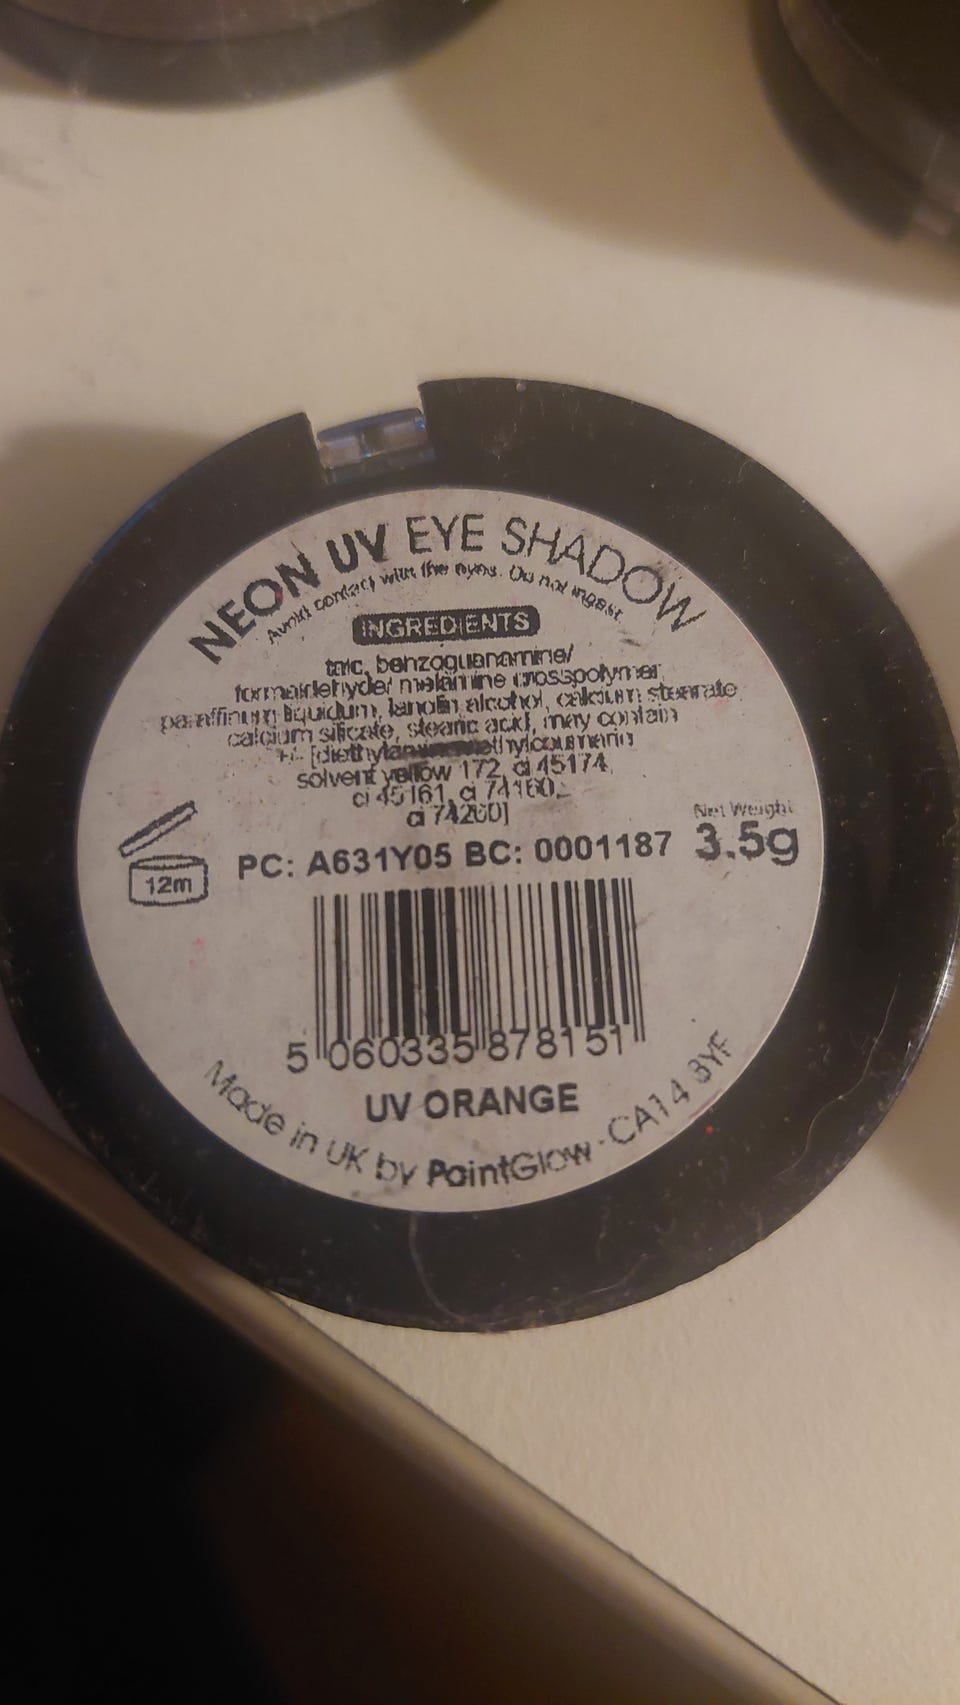 NEON UV EYE SHADOW
Avoid contact with the eyes. Do not ingest.
INGREDIENTS
talc, benzoguanamine/
formaldehyde/ melamine crosspolymer,
paraffinum liquidum, lanolin alcohol, calcium stearate
calcium silicate, stearic acid, may contain
+/- [diethylaminomethylcoumarin
solvent yellow 172, ci 45174,
ci 45161, ci 74160,
ci 74260]
Net Weight
3.5g
12m
PC: A631Y05 BC: 0001187
5 060335 878151
UV ORANGE
Made in UK by PaintGlow - CA14 3YF